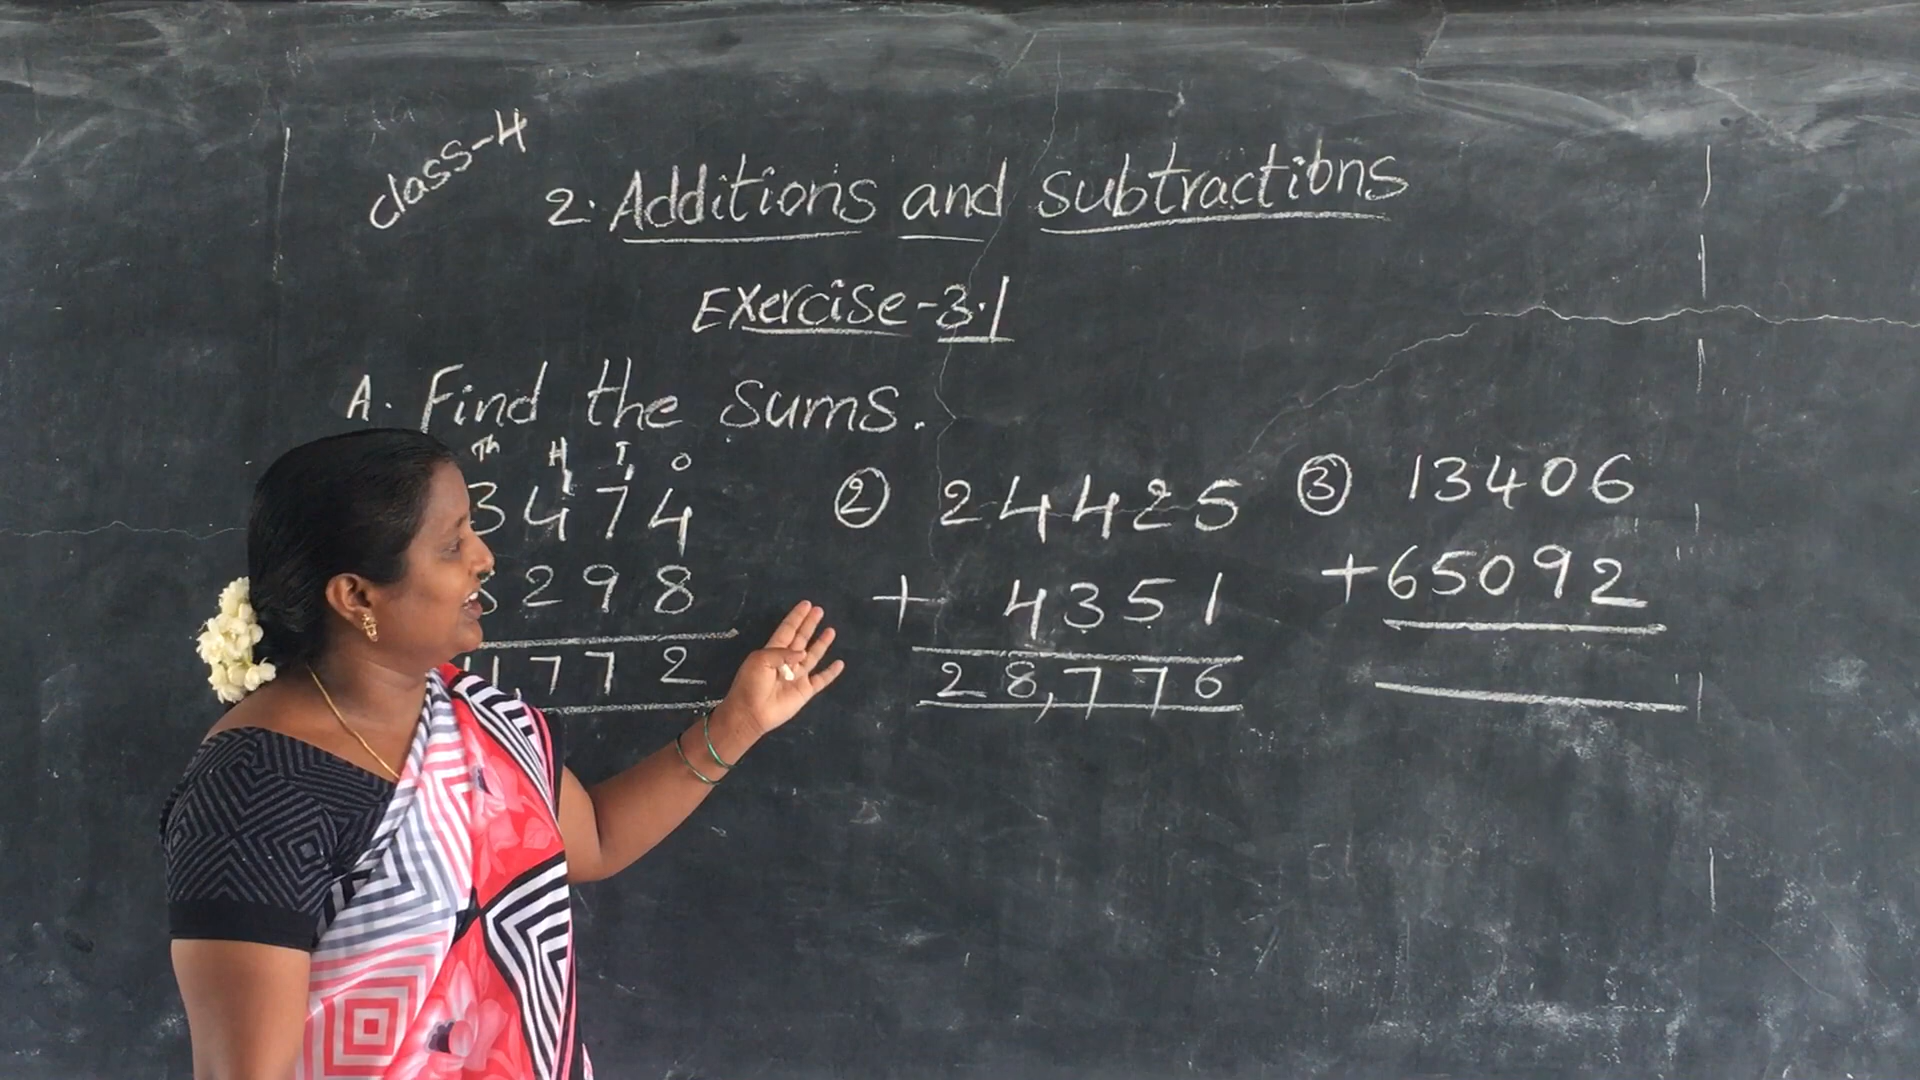 class-4
2. Additions and subtractions
Exercise-3.1
A. Find the sums.
Th H T O
3474
298
772
② 24425
+ 4351
28,776
③ 13406
+65092